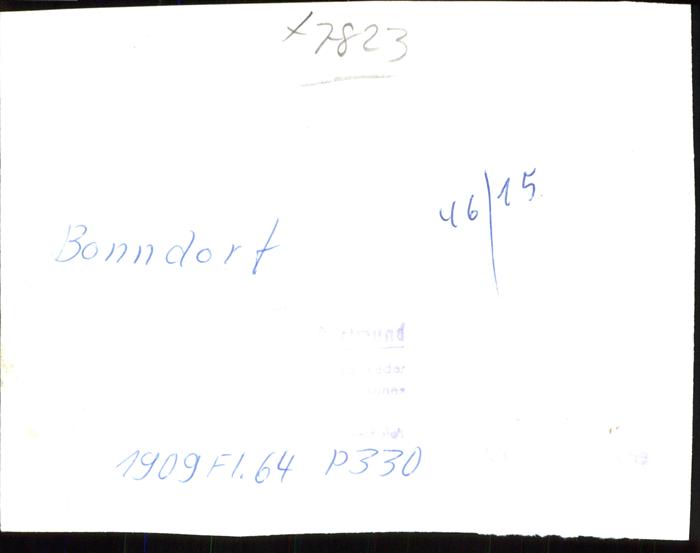 x7823
46/15
Bonndorf
1909 Fl. 64 P330